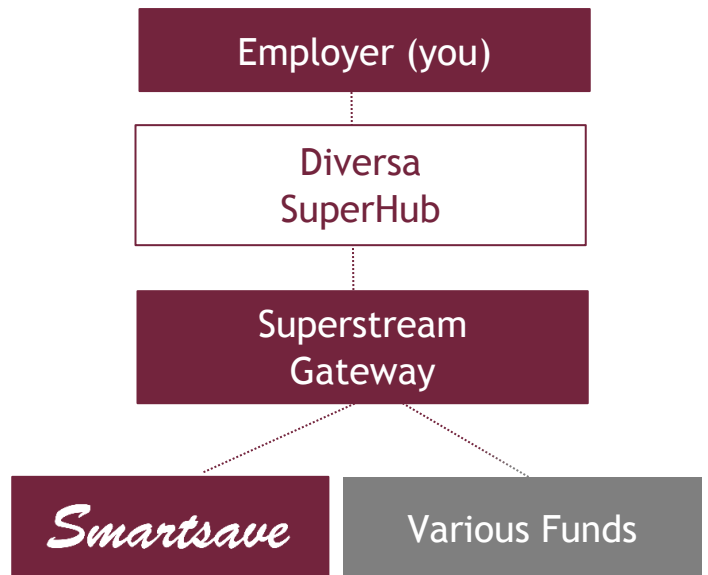 Employer (you)
Diversa
SuperHub
Superstream
Gateway
Smartsave
Various Funds